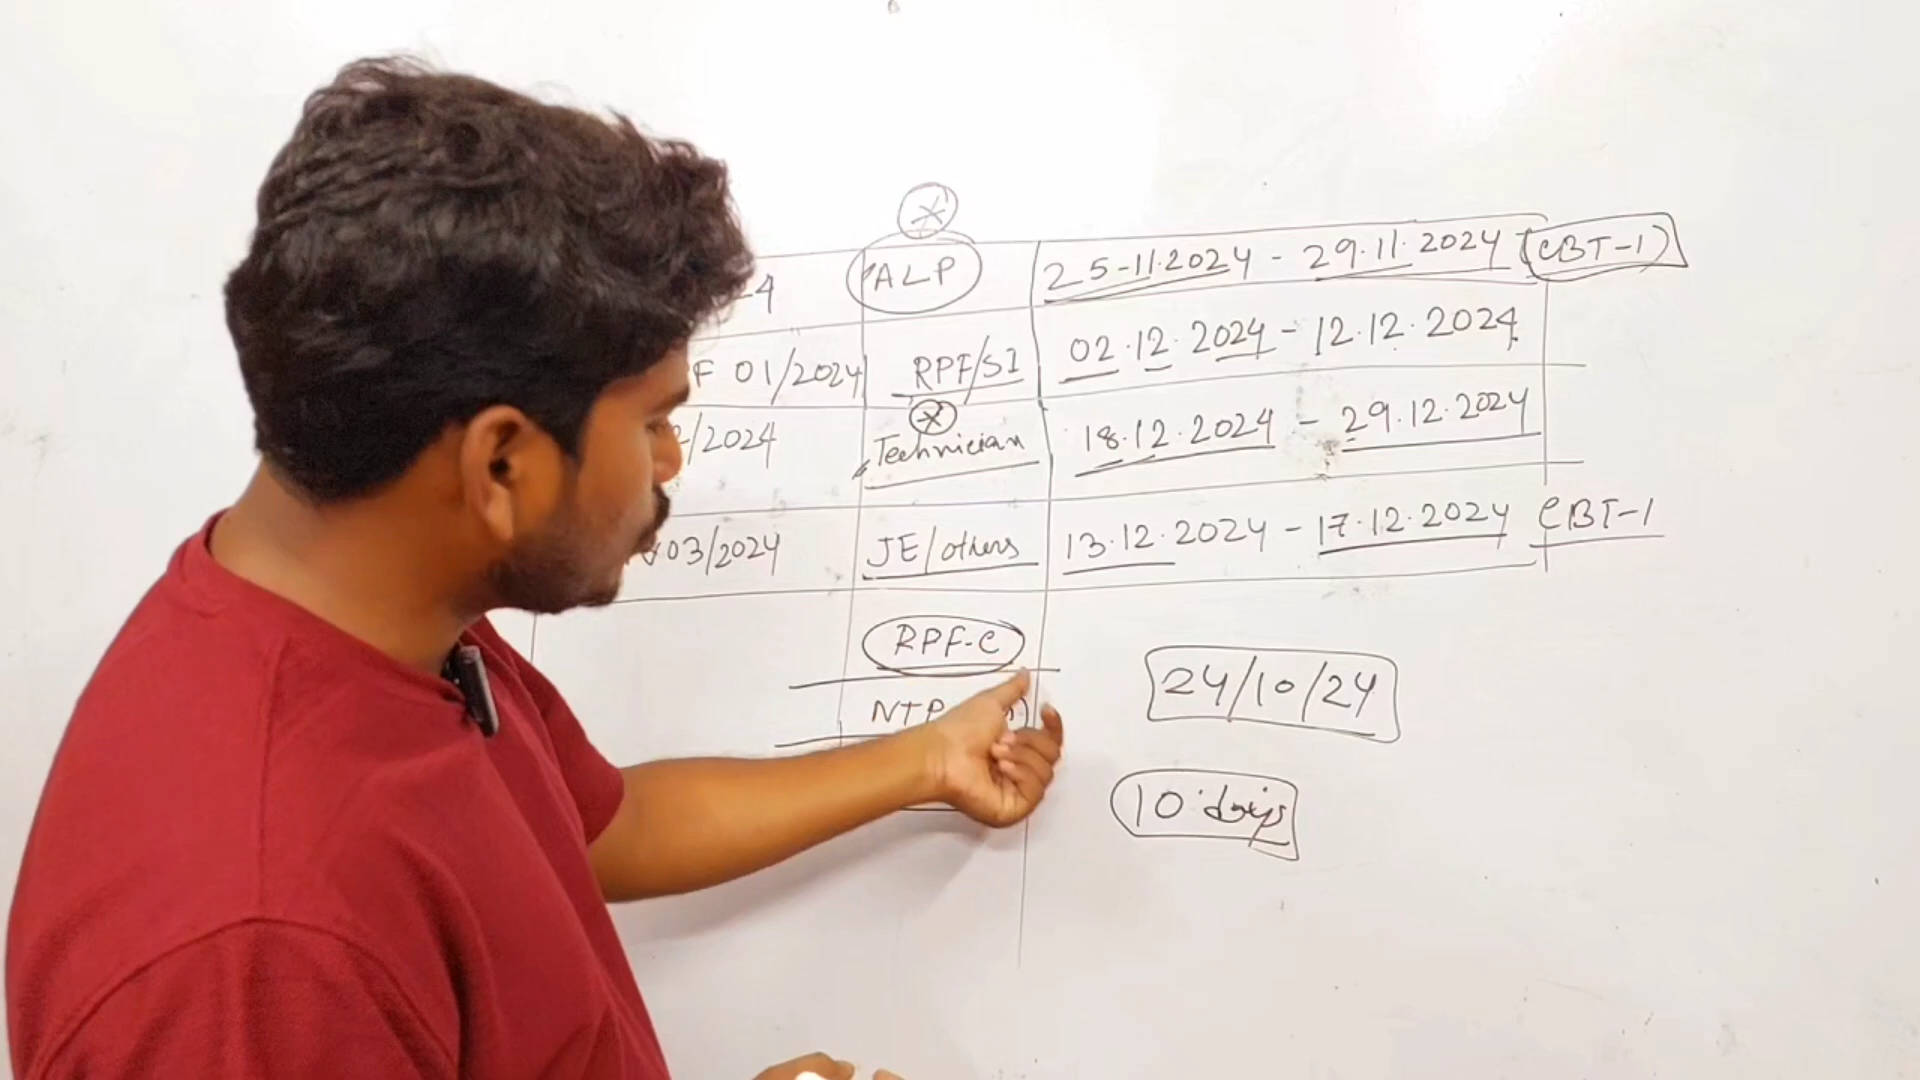 -4 ALP 25-11.2024 - 29.11.2024 (CBT-1)
F 01/2024 RPF/SI 02.12.2024 - 12.12.2024
/2024 Technician 18.12.2024 - 29.12.2024
03/2024 JE/others 13.12.2024 - 17.12.2024 CBT-1
RPF-C
24/10/24
NTP
10 days